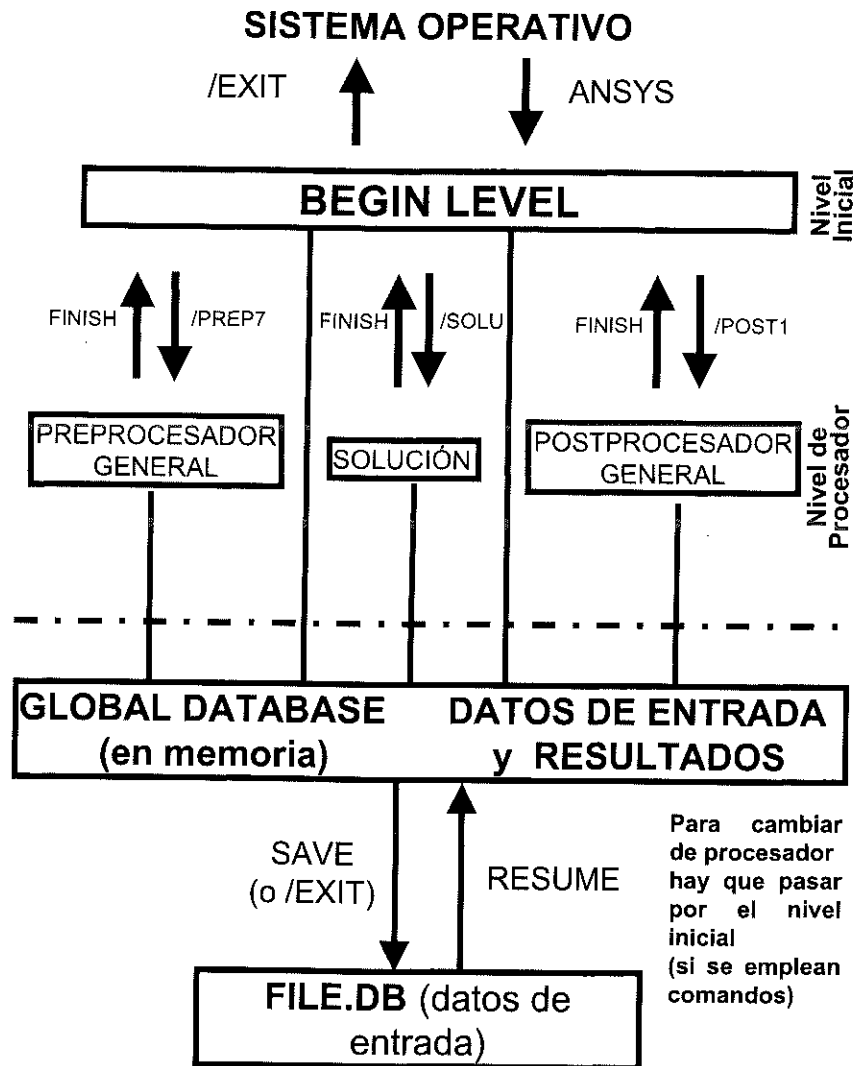 SISTEMA OPERATIVO
/EXIT
ANSYS
BEGIN LEVEL
Nivel
Inicial
FINISH
/PREP7
FINISH
/SOLU
FINISH
/POST1
PREPROCESADOR
GENERAL
SOLUCIÓN
POSTPROCESADOR
GENERAL
Nivel de
Procesador
GLOBAL DATABASE
(en memoria)
DATOS DE ENTRADA
y RESULTADOS
SAVE
(o /EXIT)
RESUME
Para cambiar
de procesador
hay que pasar
por el nivel
inicial
(si se emplean
comandos)
FILE.DB (datos de
entrada)